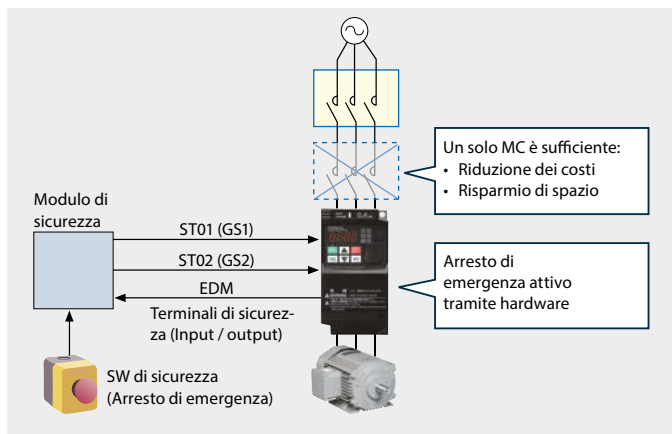 Un solo MC è sufficiente:
• Riduzione dei costi
• Risparmio di spazio
Modulo di
sicurezza
ST01 (GS1)
ST02 (GS2)
EDM
Terminali di sicurez-
za (Input / output)
Arresto di
emergenza attivo
tramite hardware
SW di sicurezza
(Arresto di emergenza)